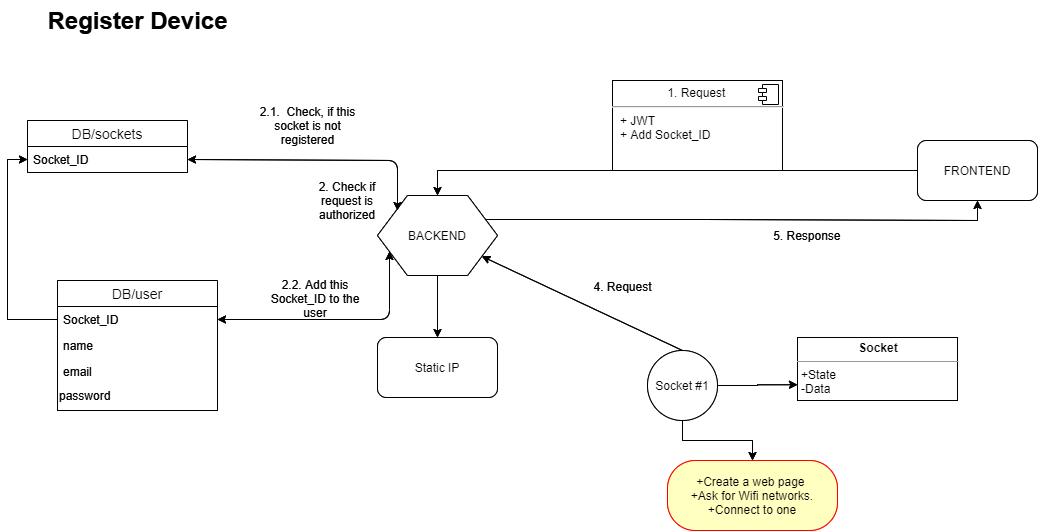 Register Device
1. Request
+ JWT
+ Add Socket_ID
2.1.  Check, if this
socket is not
registered
DB/sockets
Socket_ID
FRONTEND
2. Check if
request is
authorized
BACKEND
5. Response
2.2. Add this
Socket_ID to the
user
4. Request
DB/user
Socket_ID
name
email
password
Static IP
Socket #1
Socket
+State
-Data
+Create a web page
+Ask for Wifi networks.
+Connect to one